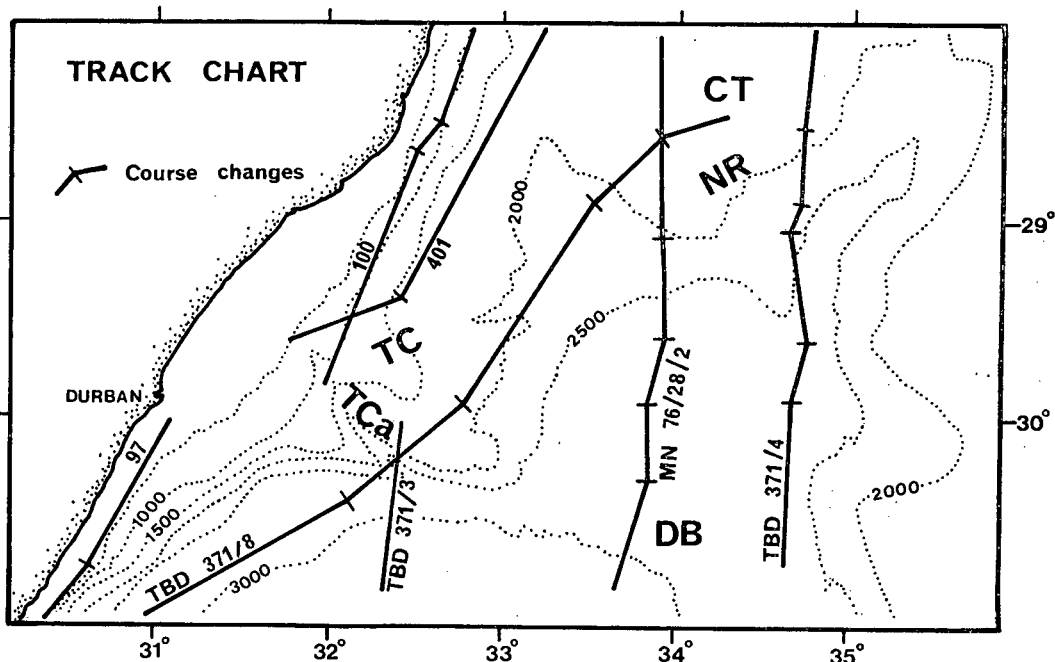 TRACK CHART
CT
Course changes
NR
2000
29°
100
401
2500
TC
DURBAN
TCa
30°
97
MN 76/28/2
1000
1500
TBD 371/4
2000
TBD 371/8
TBD 371/3
DB
3000
31°
32°
33°
34°
35°